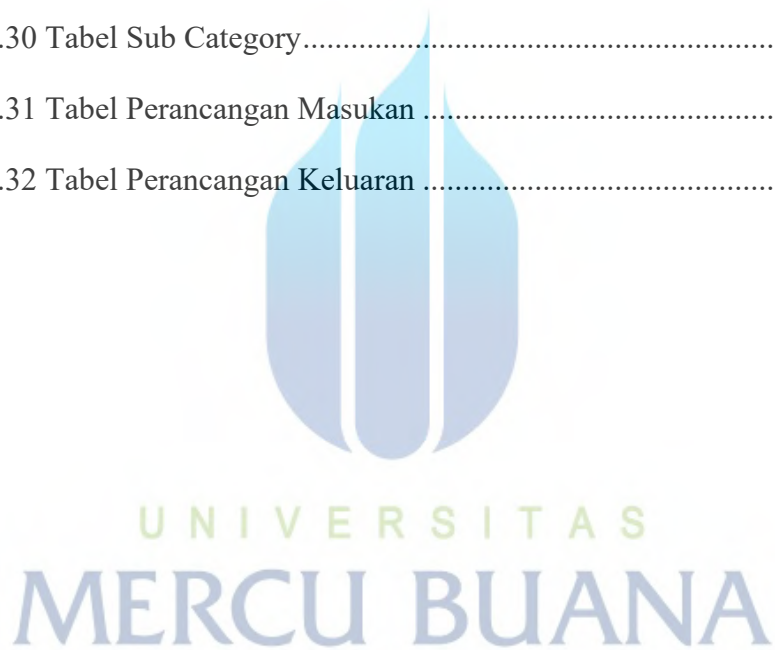 .30 Tabel Sub Category..........................................................
.31 Tabel Perancangan Masukan ............................................
.32 Tabel Perancangan Keluaran ............................................
UNIVERSITAS
MERCU BUANA